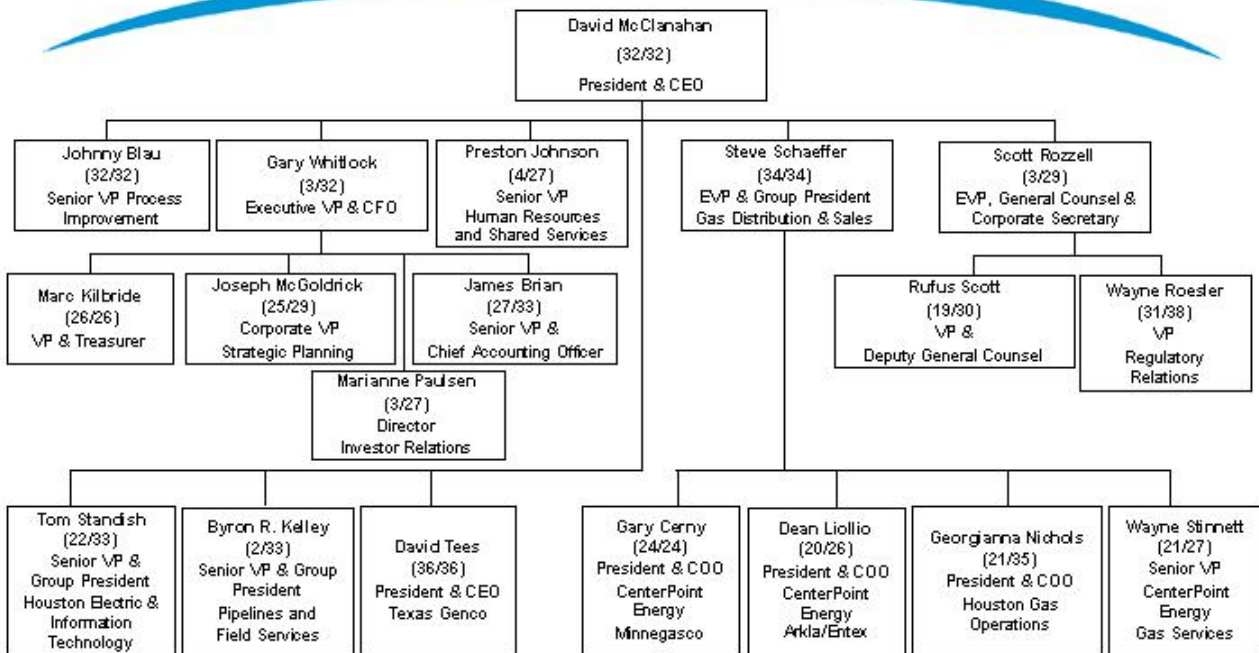 David McClanahan
(32/32)
President & CEO
Johnny Blau
(32/32)
Senior VP Process
Improvement
Gary Whitlock
(3/32)
Executive VP & CFO
Preston Johnson
(4/27)
Senior VP
Human Resources
and Shared Services
Steve Schaeffer
(34/34)
EVP & Group President
Gas Distribution & Sales
Scott Rozzell
(3/29)
EVP, General Counsel &
Corporate Secretary
Marc Kilbride
(26/26)
VP & Treasurer
Joseph McGoldrick
(25/29)
Corporate VP
Strategic Planning
James Brian
(27/33)
Senior VP &
Chief Accounting Officer
Rufus Scott
(19/30)
VP &
Deputy General Counsel
Wayne Roesler
(31/38)
VP
Regulatory
Relations
Marianne Paulsen
(3/27)
Director
Investor Relations
Tom Standish
(22/33)
Senior VP &
Group President
Houston Electric &
Information
Technology
Byron R. Kelley
(2/33)
Senior VP & Group
President
Pipelines and
Field Services
David Tees
(36/36)
President & CEO
Texas Genco
Gary Cerny
(24/24)
President & COO
CenterPoint
Energy
Minnegasco
Dean Liollio
(20/26)
President & COO
CenterPoint
Energy
Arkla/Entex
Georgianna Nichols
(21/35)
President & COO
Houston Gas
Operations
Wayne Stinnett
(21/27)
Senior VP
CenterPoint
Energy
Gas Services